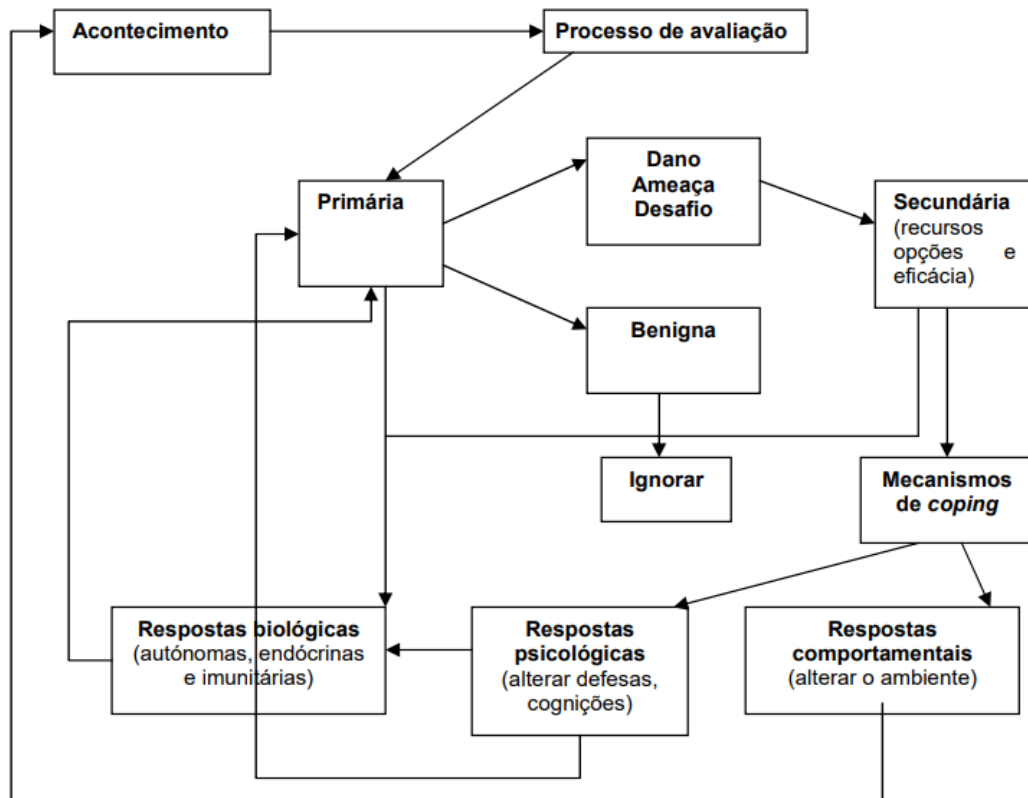 Acontecimento
Processo de avaliação
Dano
Ameaça
Desafio
Primária
Secundária
(recursos
opções e
eficácia)
Benigna
Ignorar
Mecanismos
de coping
Respostas biológicas
(autónomas, endócrinas
e imunitárias)
Respostas
psicológicas
(alterar defesas,
cognições)
Respostas
comportamentais
(alterar o ambiente)